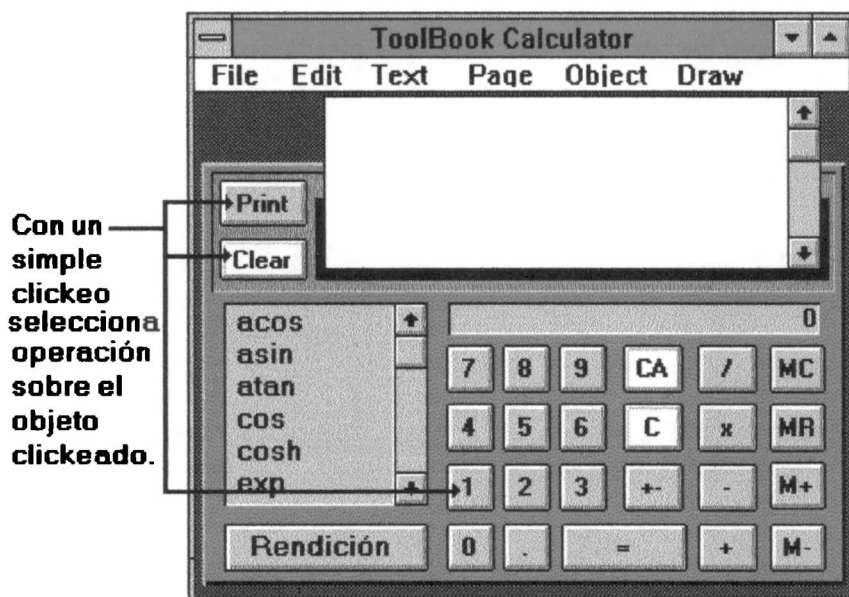 ToolBook Calculator
File Edit Text Page Object Draw
Print
Clear
Con un
simple
clickeo
selecciona
operación
sobre el
objeto
clickeado.
acos
asin
atan
cos
cosh
exp
Rendición
0
7 8 9 CA / MC
4 5 6 C x MR
1 2 3 +- - M+
0 . = + M-